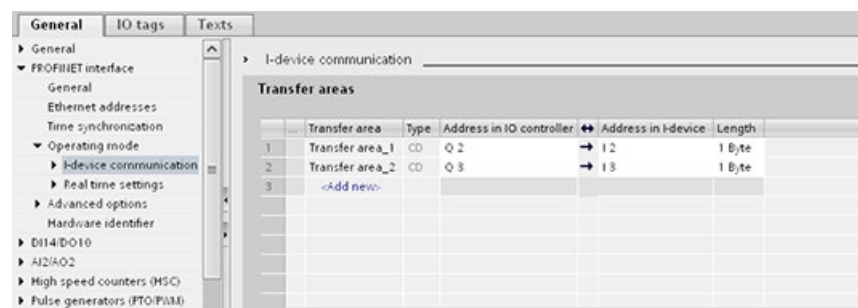 General IO tags Texts
General
PROFINET interface
General
Ethernet addresses
Time synchronization
Operating mode
I-device communication
Real time settings
Advanced options
Hardware identifier
DI14/DO10
AI2/AO2
High speed counters (HSC)
Pulse generators (PTO/PWM)
I-device communication
Transfer areas
... Transfer area Type Address in IO controller ↔ Address in I-device Length
1 Transfer area_1 CD Q 2 → I 2 1 Byte
2 Transfer area_2 CD Q 3 → I 3 1 Byte
3 <Add new>